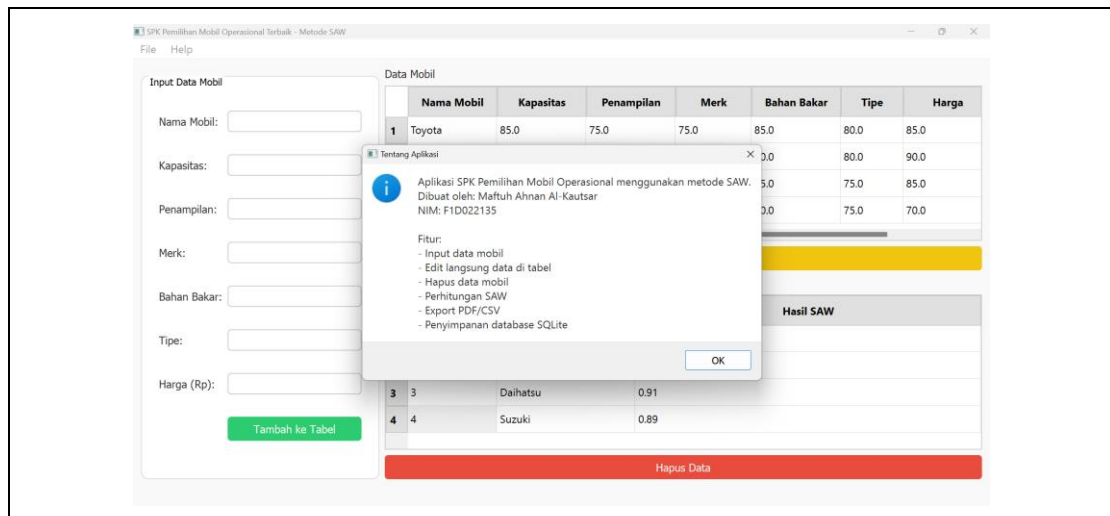 SPK Pemilihan Mobil Operasional Terbaik - Metode SAW
File Help
Input Data Mobil
Nama Mobil:
Kapasitas:
Penampilan:
Merk:
Bahan Bakar:
Tipe:
Harga (Rp):
Tambah ke Tabel
Data Mobil
Nama Mobil Kapasitas Penampilan Merk Bahan Bakar Tipe Harga
1 Toyota 85.0 75.0 75.0 85.0 80.0 85.0
80.0 90.0
75.0 85.0
75.0 70.0
Tentang Aplikasi
Aplikasi SPK Pemilihan Mobil Operasional menggunakan metode SAW.
Dibuat oleh: Maftuh Ahnan Al-Kautsar
NIM: F1D022135
Fitur:
- Input data mobil
- Edit langsung data di tabel
- Hapus data mobil
- Perhitungan SAW
- Export PDF/CSV
- Penyimpanan database SQLite
OK
Hasil SAW
3 3 Daihatsu 0.91
4 4 Suzuki 0.89
Hapus Data